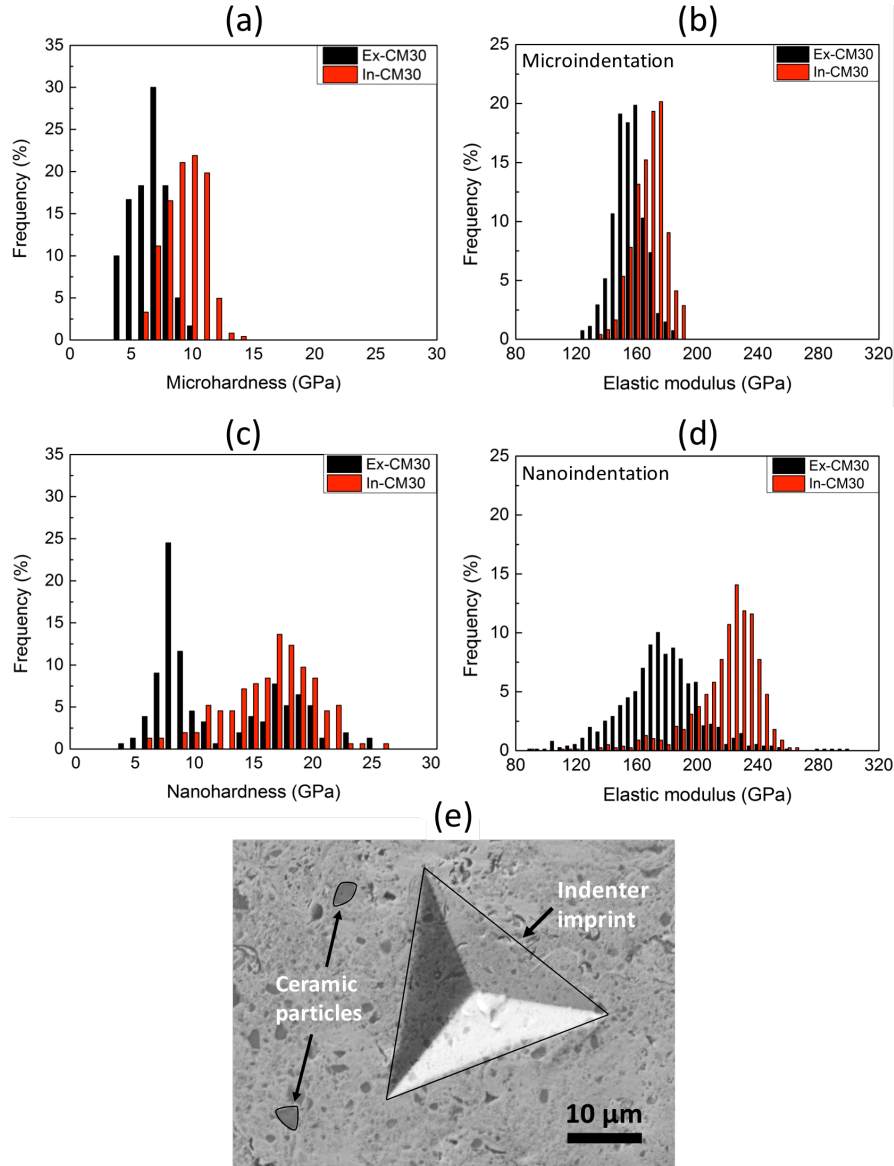 (a)
Ex-CM30
In-CM30
Frequency (%)
35
30
25
20
15
10
5
0
0 5 10 15 20 25 30
Microhardness (GPa)
(b)
Microindentation
Ex-CM30
In-CM30
Frequency (%)
25
20
15
10
5
0
80 120 160 200 240 280 320
Elastic modulus (GPa)
(c)
Ex-CM30
In-CM30
Frequency (%)
35
30
25
20
15
10
5
0
0 5 10 15 20 25 30
Nanohardness (GPa)
(d)
Nanoindentation
Ex-CM30
In-CM30
Frequency (%)
25
20
15
10
5
0
80 120 160 200 240 280 320
Elastic modulus (GPa)
(e)
Indenter
imprint
Ceramic
particles
10 μm